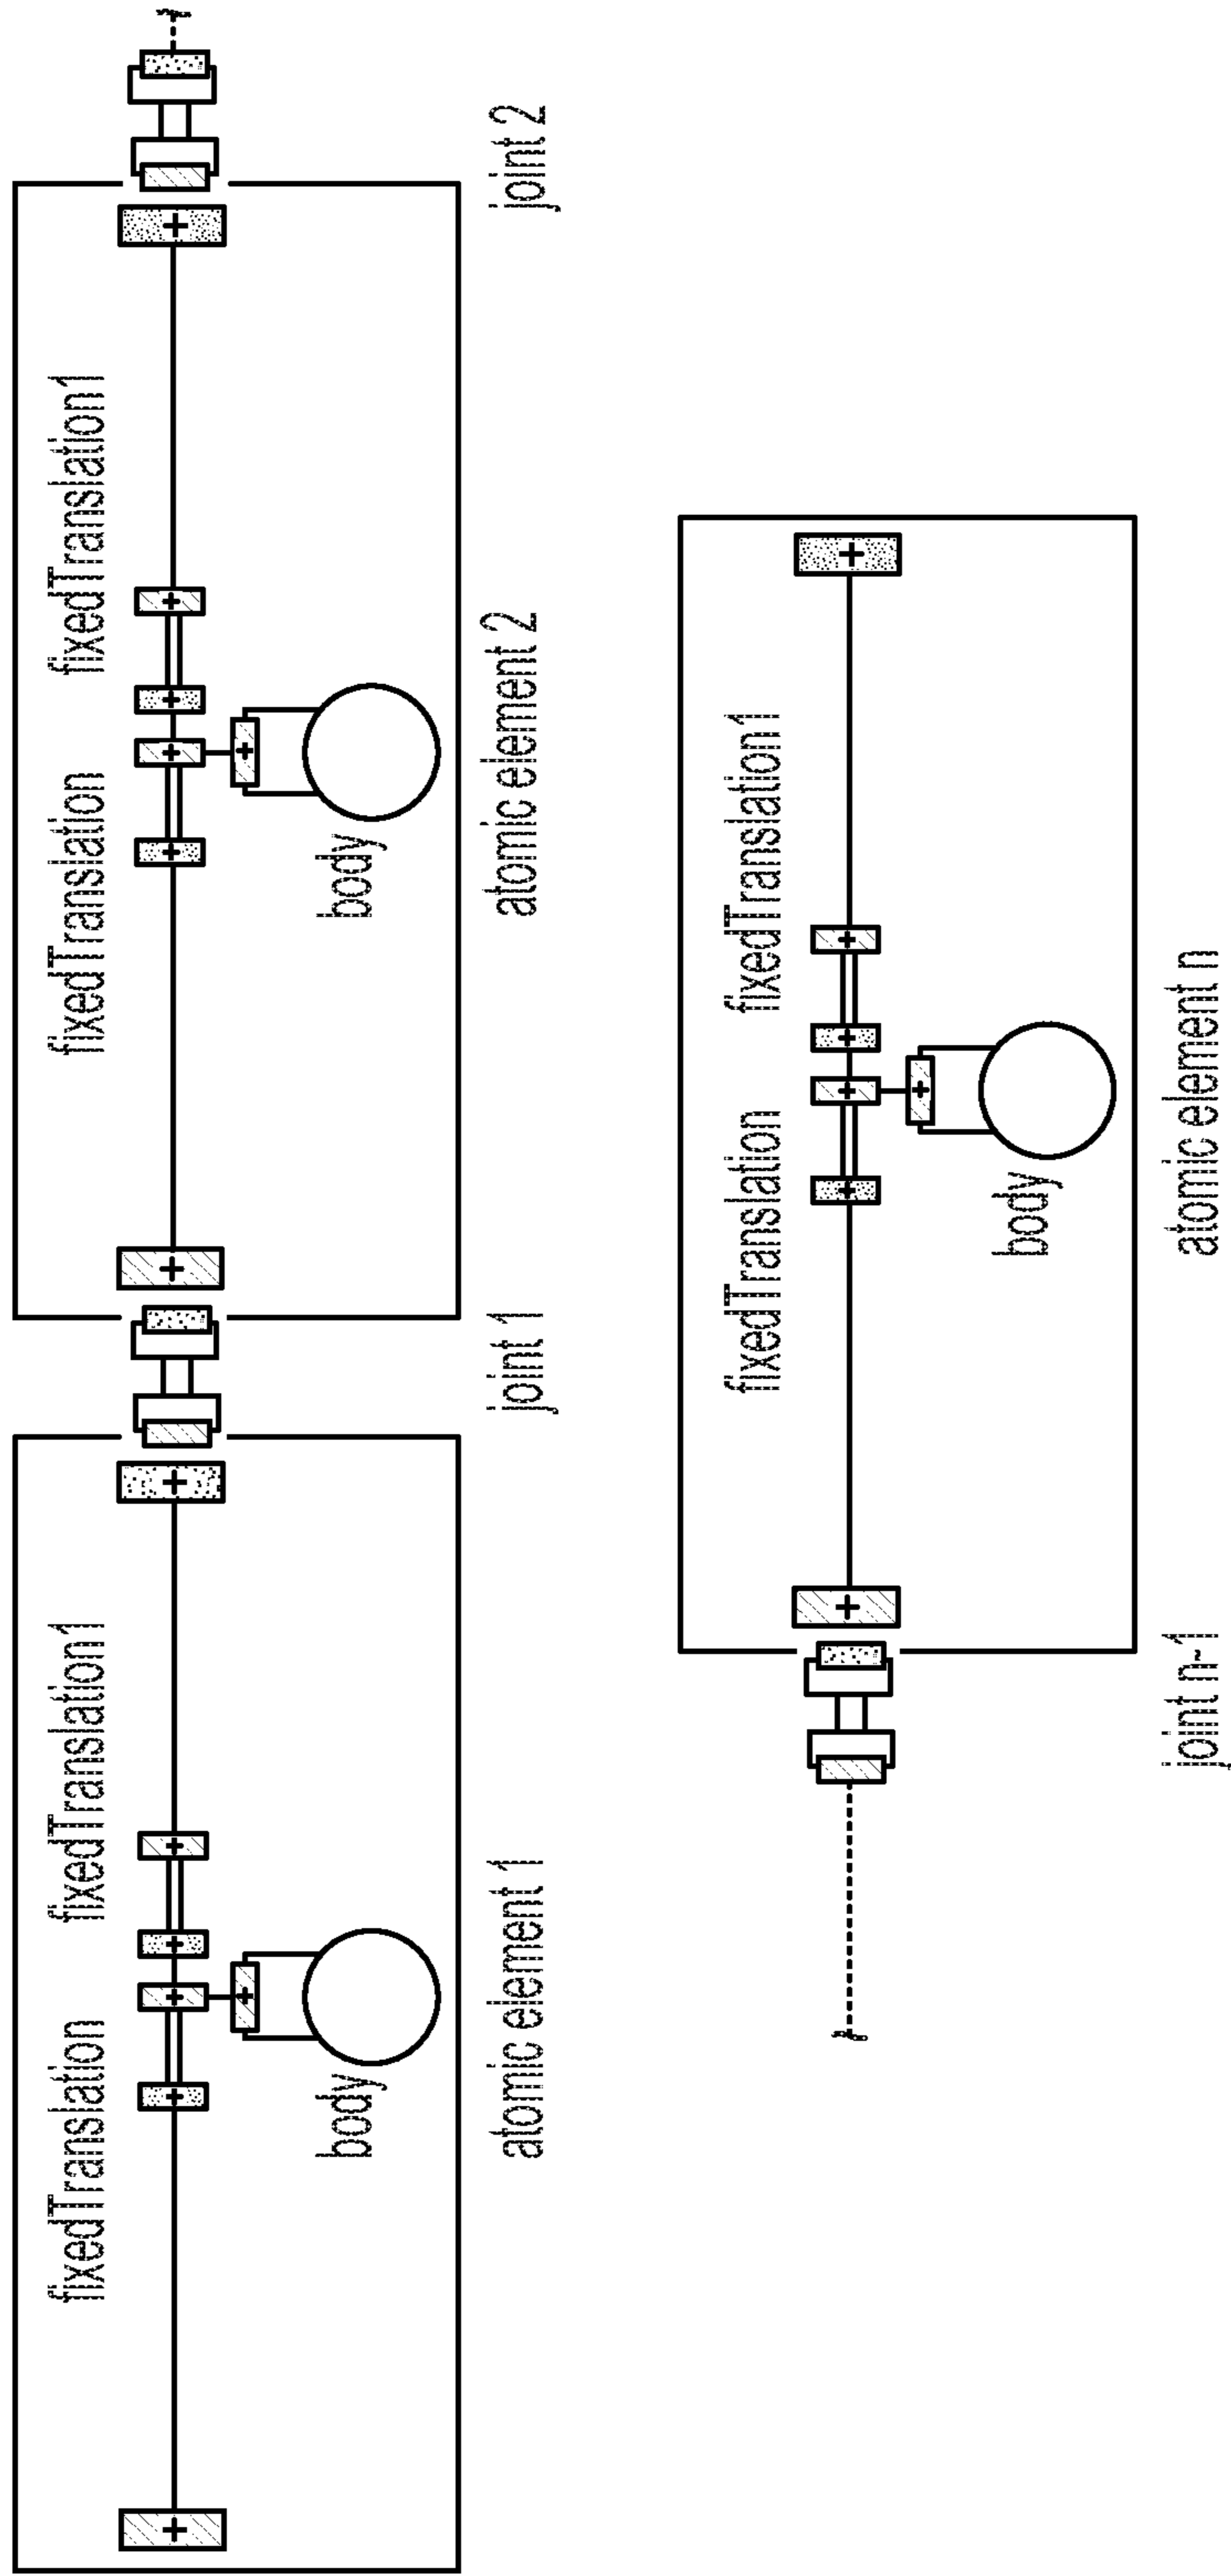 fixedTranslation
fixedTranslation1
body
atomic element 1
joint 1
fixedTranslation
fixedTranslation1
body
atomic element 2
joint 2
joint n-1
fixedTranslation
fixedTranslation1
body
atomic element n